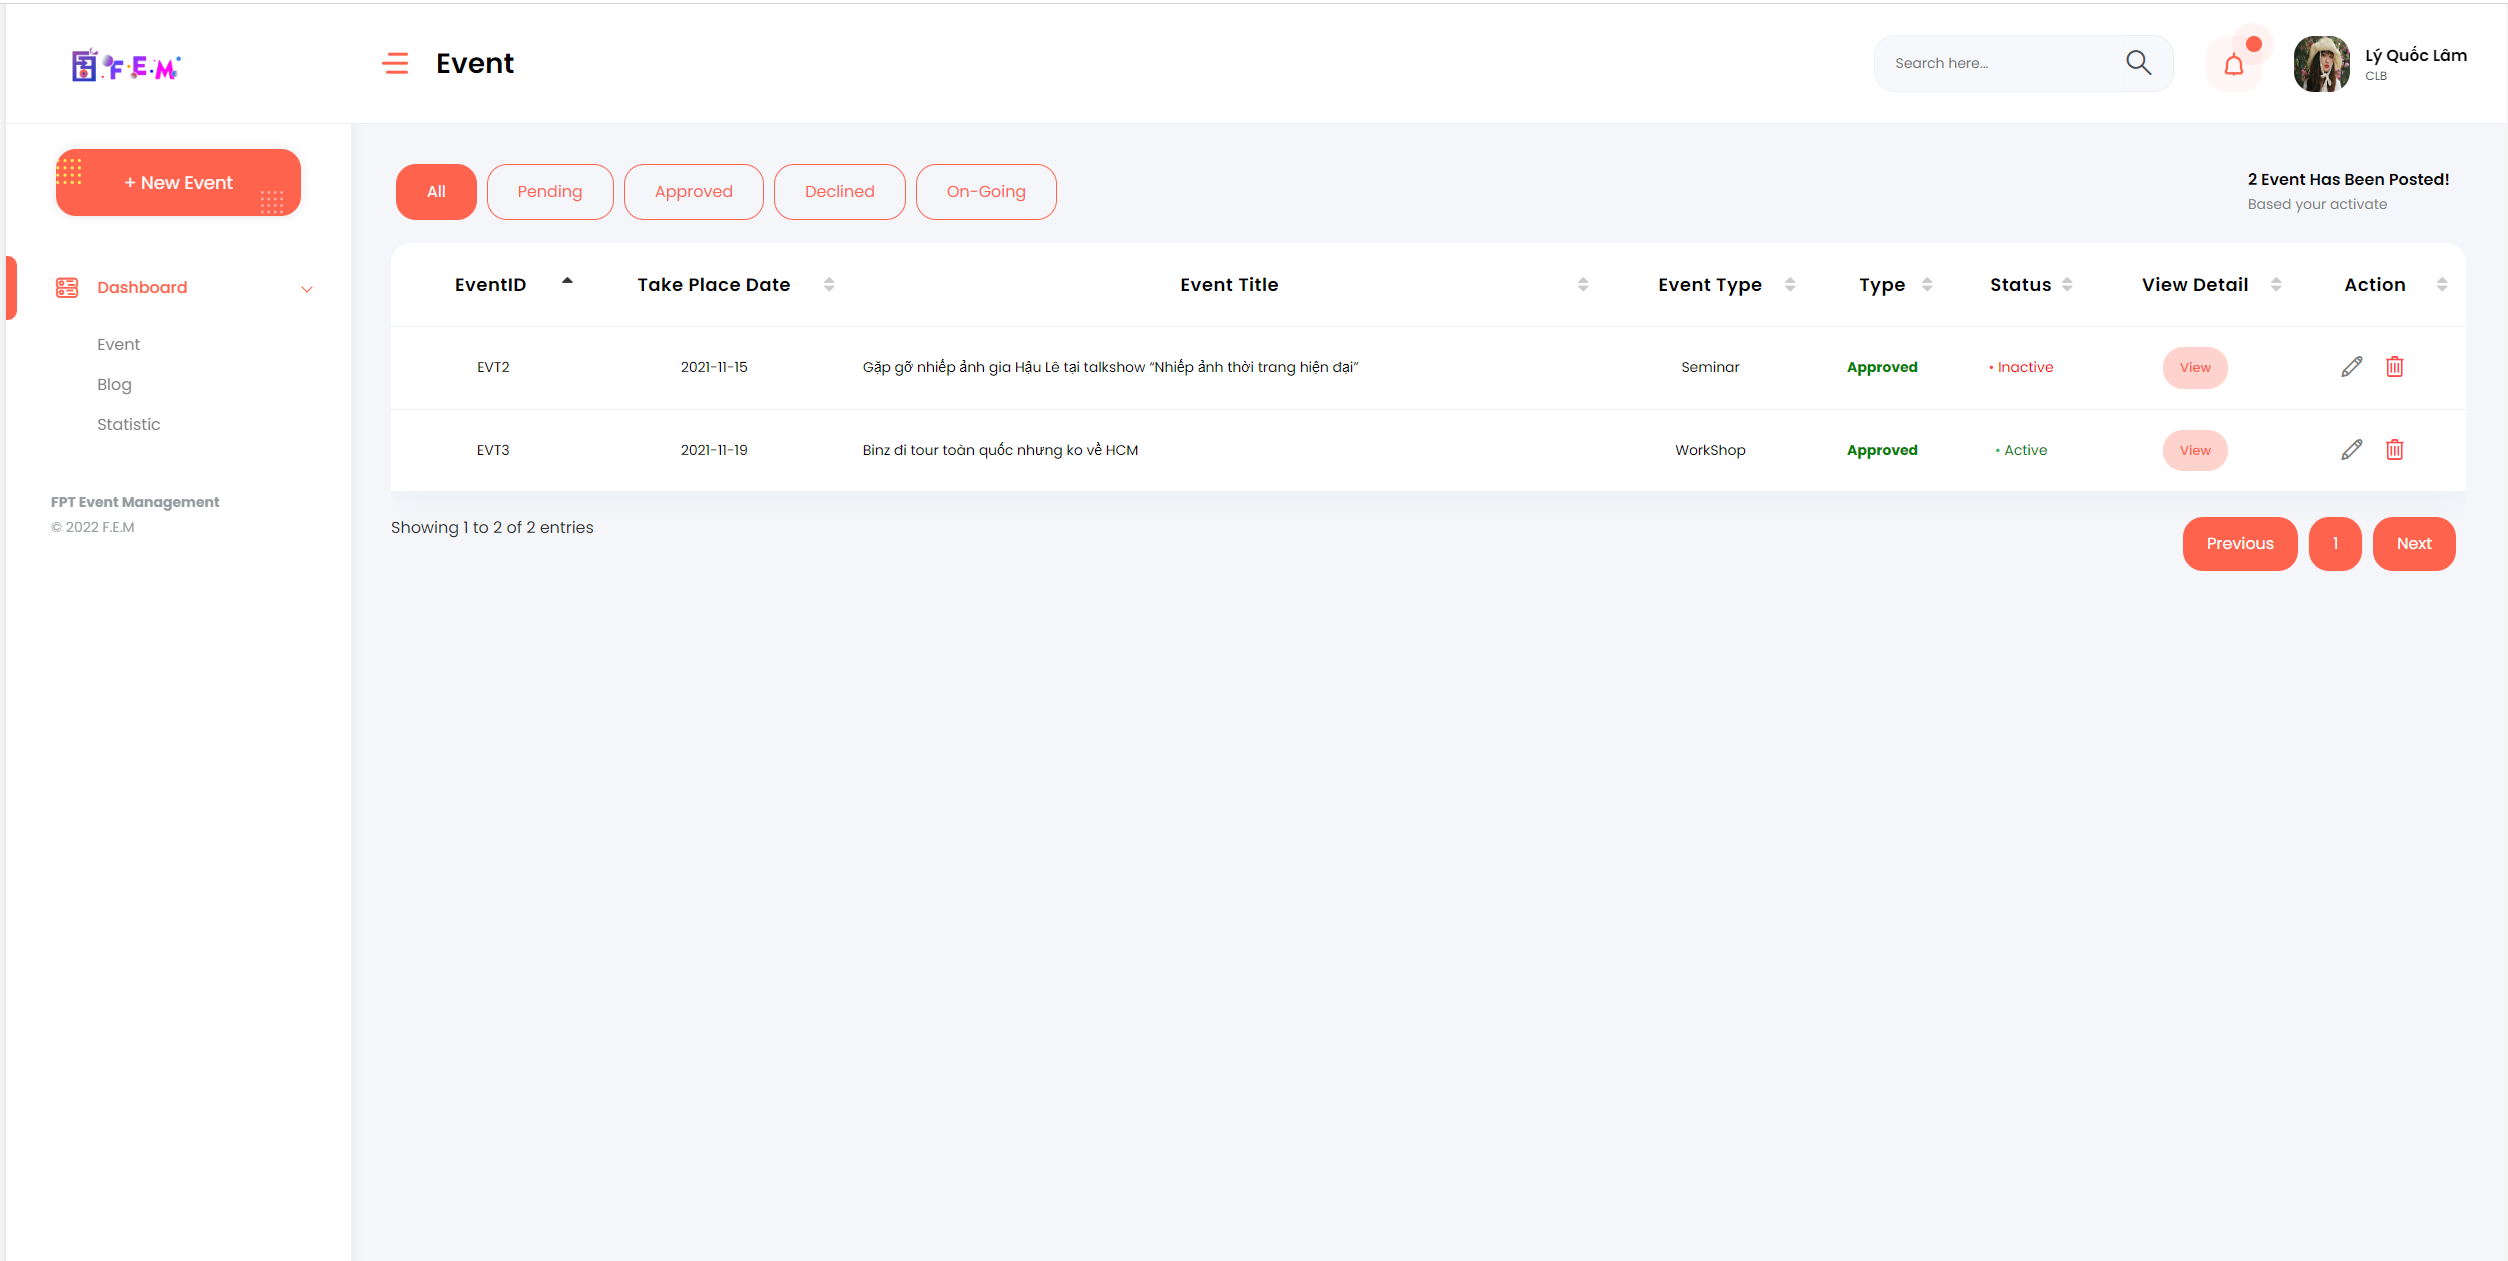 F.E.M
Event
Search here...
Lý Quốc Lâm
CLB
+ New Event
Dashboard
Event
Blog
Statistic
FPT Event Management
© 2022 F.E.M
All
Pending
Approved
Declined
On-Going
2 Event Has Been Posted!
Based your activate
EventID Take Place Date Event Title Event Type Type Status View Detail Action
EVT2 2021-11-15 Gặp gỡ nhiếp ảnh gia Hậu Lê tại talkshow “Nhiếp ảnh thời trang hiện đại” Seminar Approved • Inactive View
EVT3 2021-11-19 Binz đi tour toàn quốc nhưng ko về HCM WorkShop Approved • Active View
Showing 1 to 2 of 2 entries
Previous 1 Next